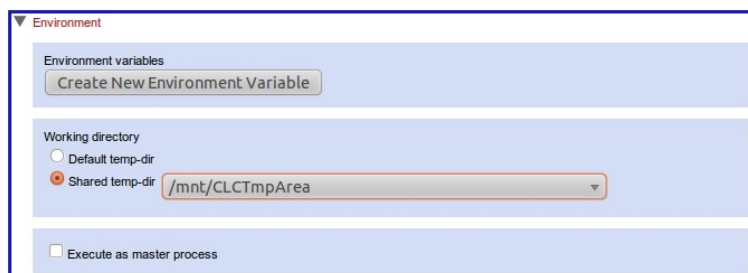 Environment
Environment variables
Create New Environment Variable
Working directory
Default temp-dir
Shared temp-dir /mnt/CLCTmpArea
Execute as master process